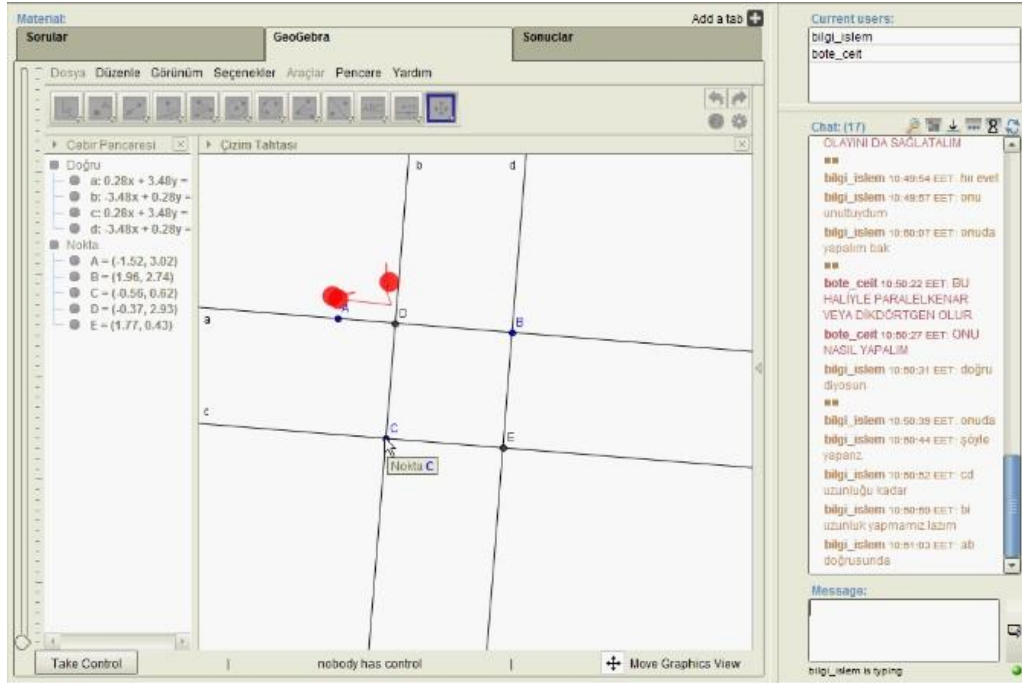 Material:
Add a tab
Sorular
GeoGebra
Sonuclar
Dosya Düzenle Görünüm Seçenekler Araçlar Pencere Yardım
ABC
Cebir Penceresi
Çizim Tahtası
Doğru
a: 0.28x + 3.48y =
b: -3.48x + 0.28y =
c: 0.28x + 3.48y =
d: -3.48x + 0.28y =
Nokta
A = (-1.52, 3.02)
B = (1.96, 2.74)
C = (-0.56, 0.62)
D = (-0.37, 2.93)
E = (1.77, 0.43)
b
d
A
D
B
a
c
C
E
Nokta C
Take Control
nobody has control
Move Graphics View
Current users:
bilgi_islem
bote_ceit
Chat: (17)
OLAYINI DA SAĞLATALIM
bilgi_islem 10:49:54 EET: hıı evet
bilgi_islem 10:49:57 EET: onu
unuttuydum
bilgi_islem 10:50:07 EET: onuda
yapalım bak
bote_ceit 10:50:22 EET: BU
HALİYLE PARALELKENAR
VEYA DİKDÖRTGEN OLUR
bote_ceit 10:50:27 EET: ONU
NASIL YAPALIM
bilgi_islem 10:50:31 EET: doğru
diyosun
bilgi_islem 10:50:39 EET: onuda
bilgi_islem 10:50:44 EET: şöyle
yaparız
bilgi_islem 10:50:52 EET: cd
uzunluğu kadar
bilgi_islem 10:50:59 EET: bi
uzunluk yapmamız lazım
bilgi_islem 10:51:03 EET: ab
doğrusunda
Message:
bilgi_islem is typing